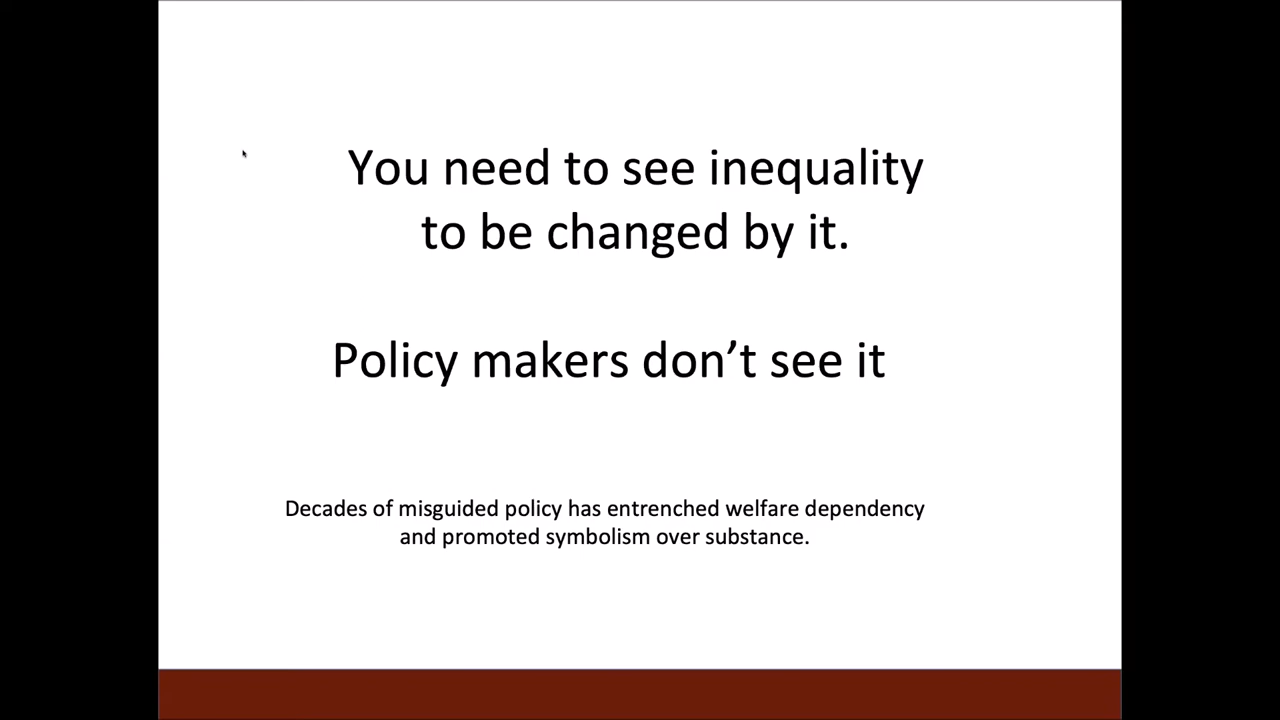 You need to see inequality
to be changed by it.
Policy makers don’t see it
Decades of misguided policy has entrenched welfare dependency
and promoted symbolism over substance.